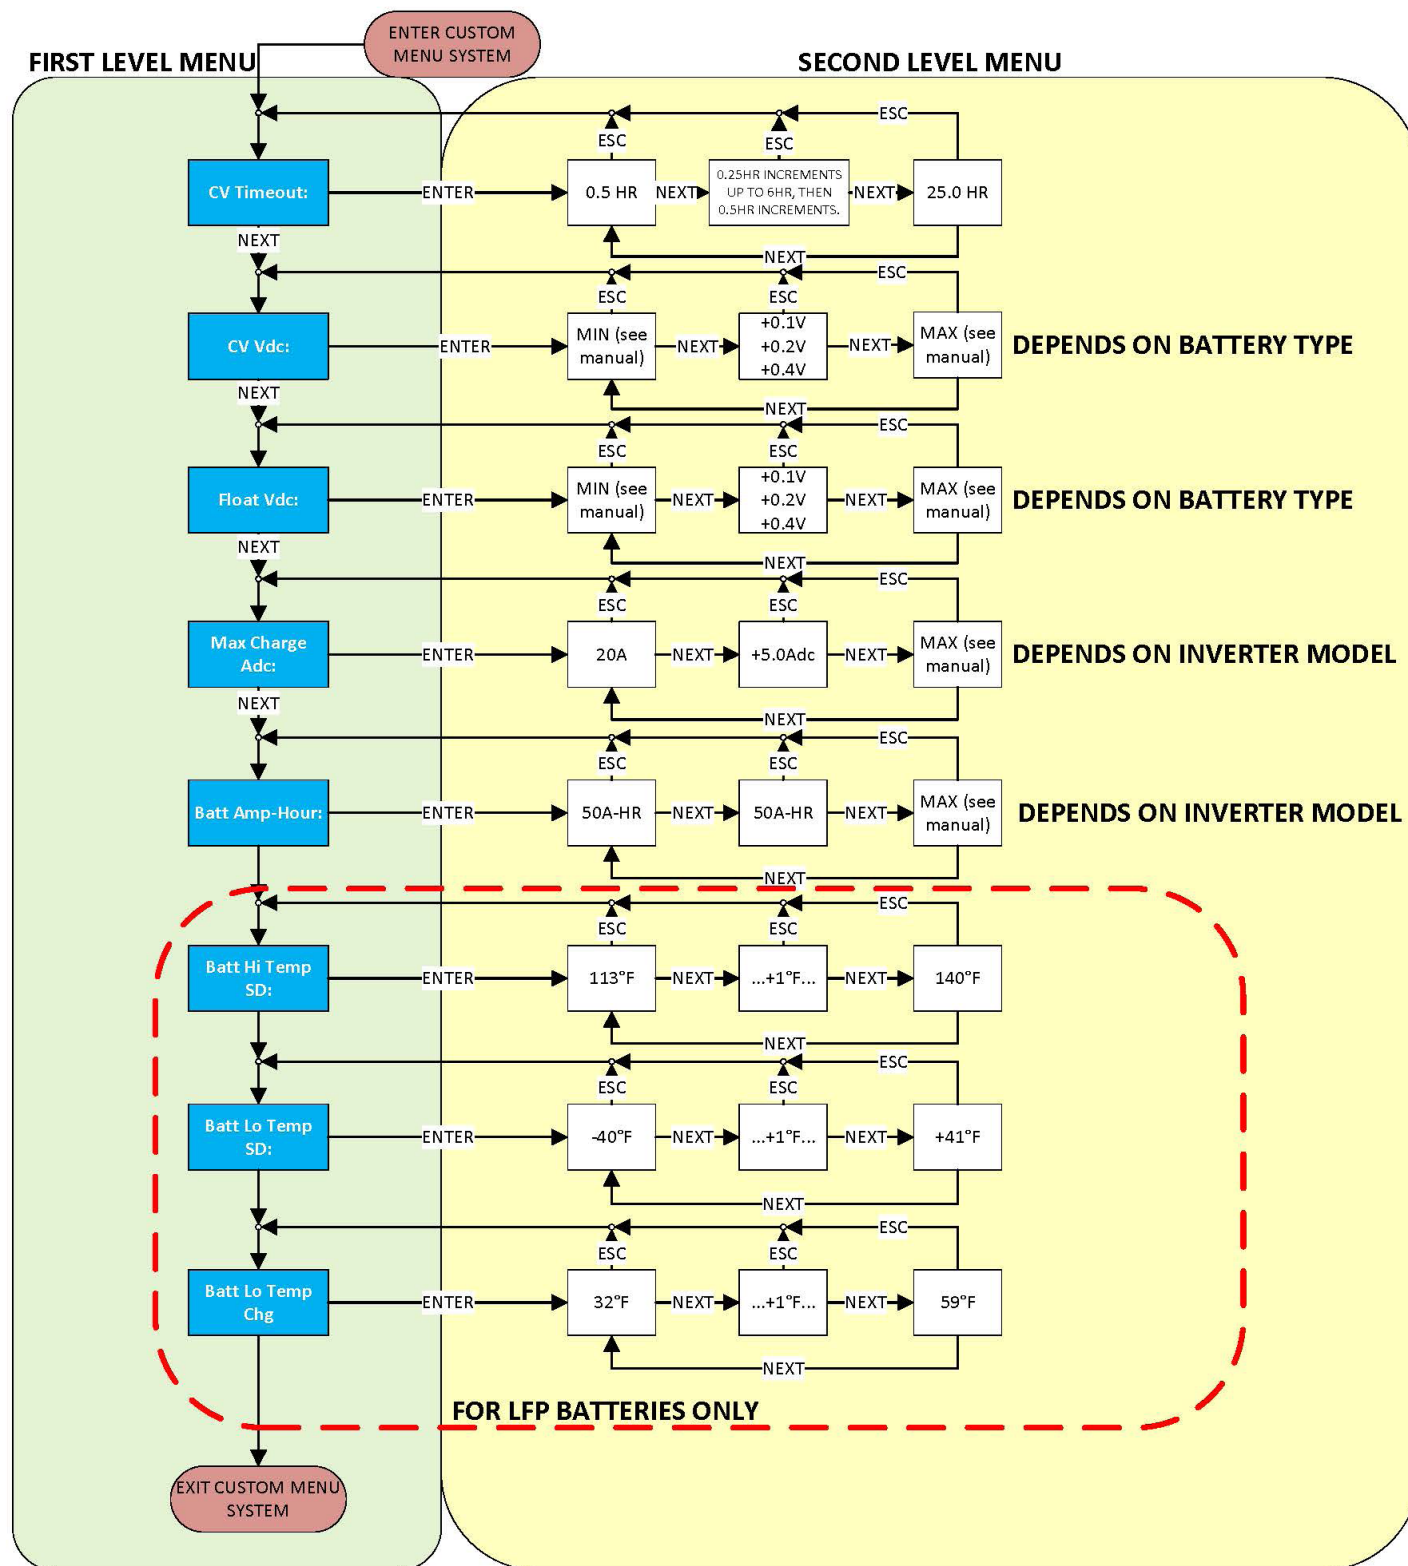 ENTER CUSTOM
MENU SYSTEM
FIRST LEVEL MENU
SECOND LEVEL MENU
ESC
ESC
ESC
CV Timeout:
ENTER
0.5 HR
NEXT
0.25HR INCREMENTS
UP TO 6HR, THEN
0.5HR INCREMENTS.
NEXT
25.0 HR
NEXT
NEXT
ESC
ESC
ESC
CV Vdc:
ENTER
MIN (see
manual)
NEXT
+0.1V
+0.2V
+0.4V
NEXT
MAX (see
manual)
DEPENDS ON BATTERY TYPE
NEXT
NEXT
ESC
ESC
ESC
Float Vdc:
ENTER
MIN (see
manual)
NEXT
+0.1V
+0.2V
+0.4V
NEXT
MAX (see
manual)
DEPENDS ON BATTERY TYPE
NEXT
NEXT
ESC
ESC
ESC
Max Charge
Adc:
ENTER
20A
NEXT
+5.0Adc
NEXT
MAX (see
manual)
DEPENDS ON INVERTER MODEL
NEXT
NEXT
ESC
ESC
ESC
Batt Amp-Hour:
ENTER
50A-HR
NEXT
50A-HR
NEXT
MAX (see
manual)
DEPENDS ON INVERTER MODEL
NEXT
ESC
ESC
ESC
Batt Hi Temp
SD:
ENTER
113°F
NEXT
...+1°F...
NEXT
140°F
NEXT
ESC
ESC
ESC
Batt Lo Temp
SD:
ENTER
-40°F
NEXT
...+1°F...
NEXT
+41°F
NEXT
ESC
ESC
ESC
Batt Lo Temp
Chg
ENTER
32°F
NEXT
...+1°F...
NEXT
59°F
NEXT
FOR LFP BATTERIES ONLY
EXIT CUSTOM MENU
SYSTEM